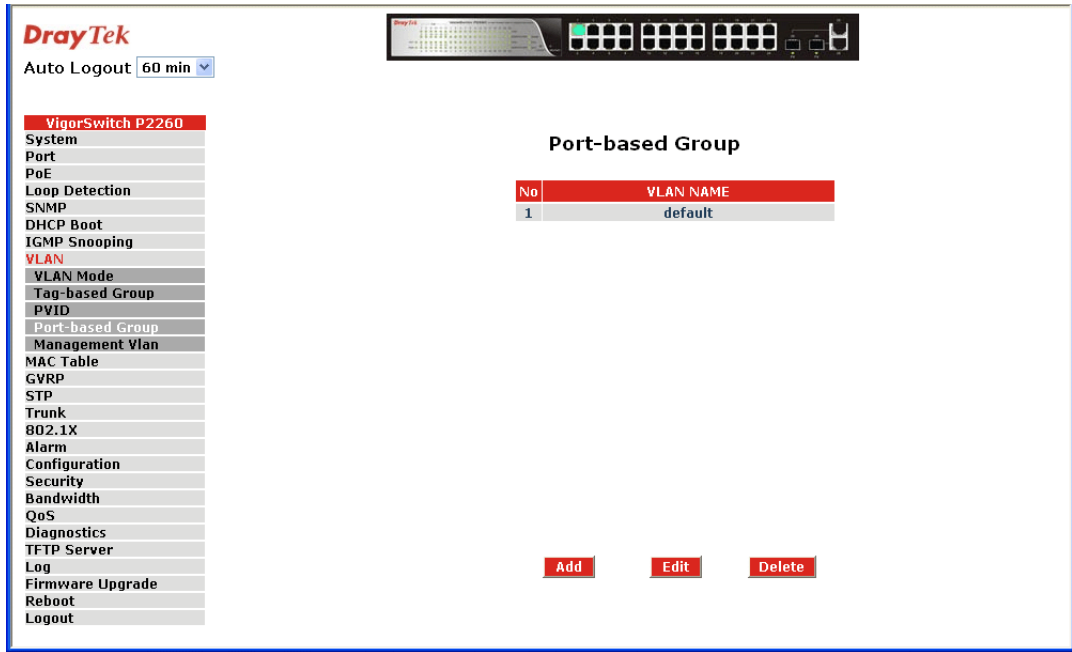 DrayTek
Auto Logout 60 min
VigorSwitch P2260
System
Port
PoE
Loop Detection
SNMP
DHCP Boot
IGMP Snooping
VLAN
VLAN Mode
Tag-based Group
PVID
Port-based Group
Management Vlan
MAC Table
GVRP
STP
Trunk
802.1X
Alarm
Configuration
Security
Bandwidth
QoS
Diagnostics
TFTP Server
Log
Firmware Upgrade
Reboot
Logout
Port-based Group
No VLAN NAME
1 default
Add Edit Delete